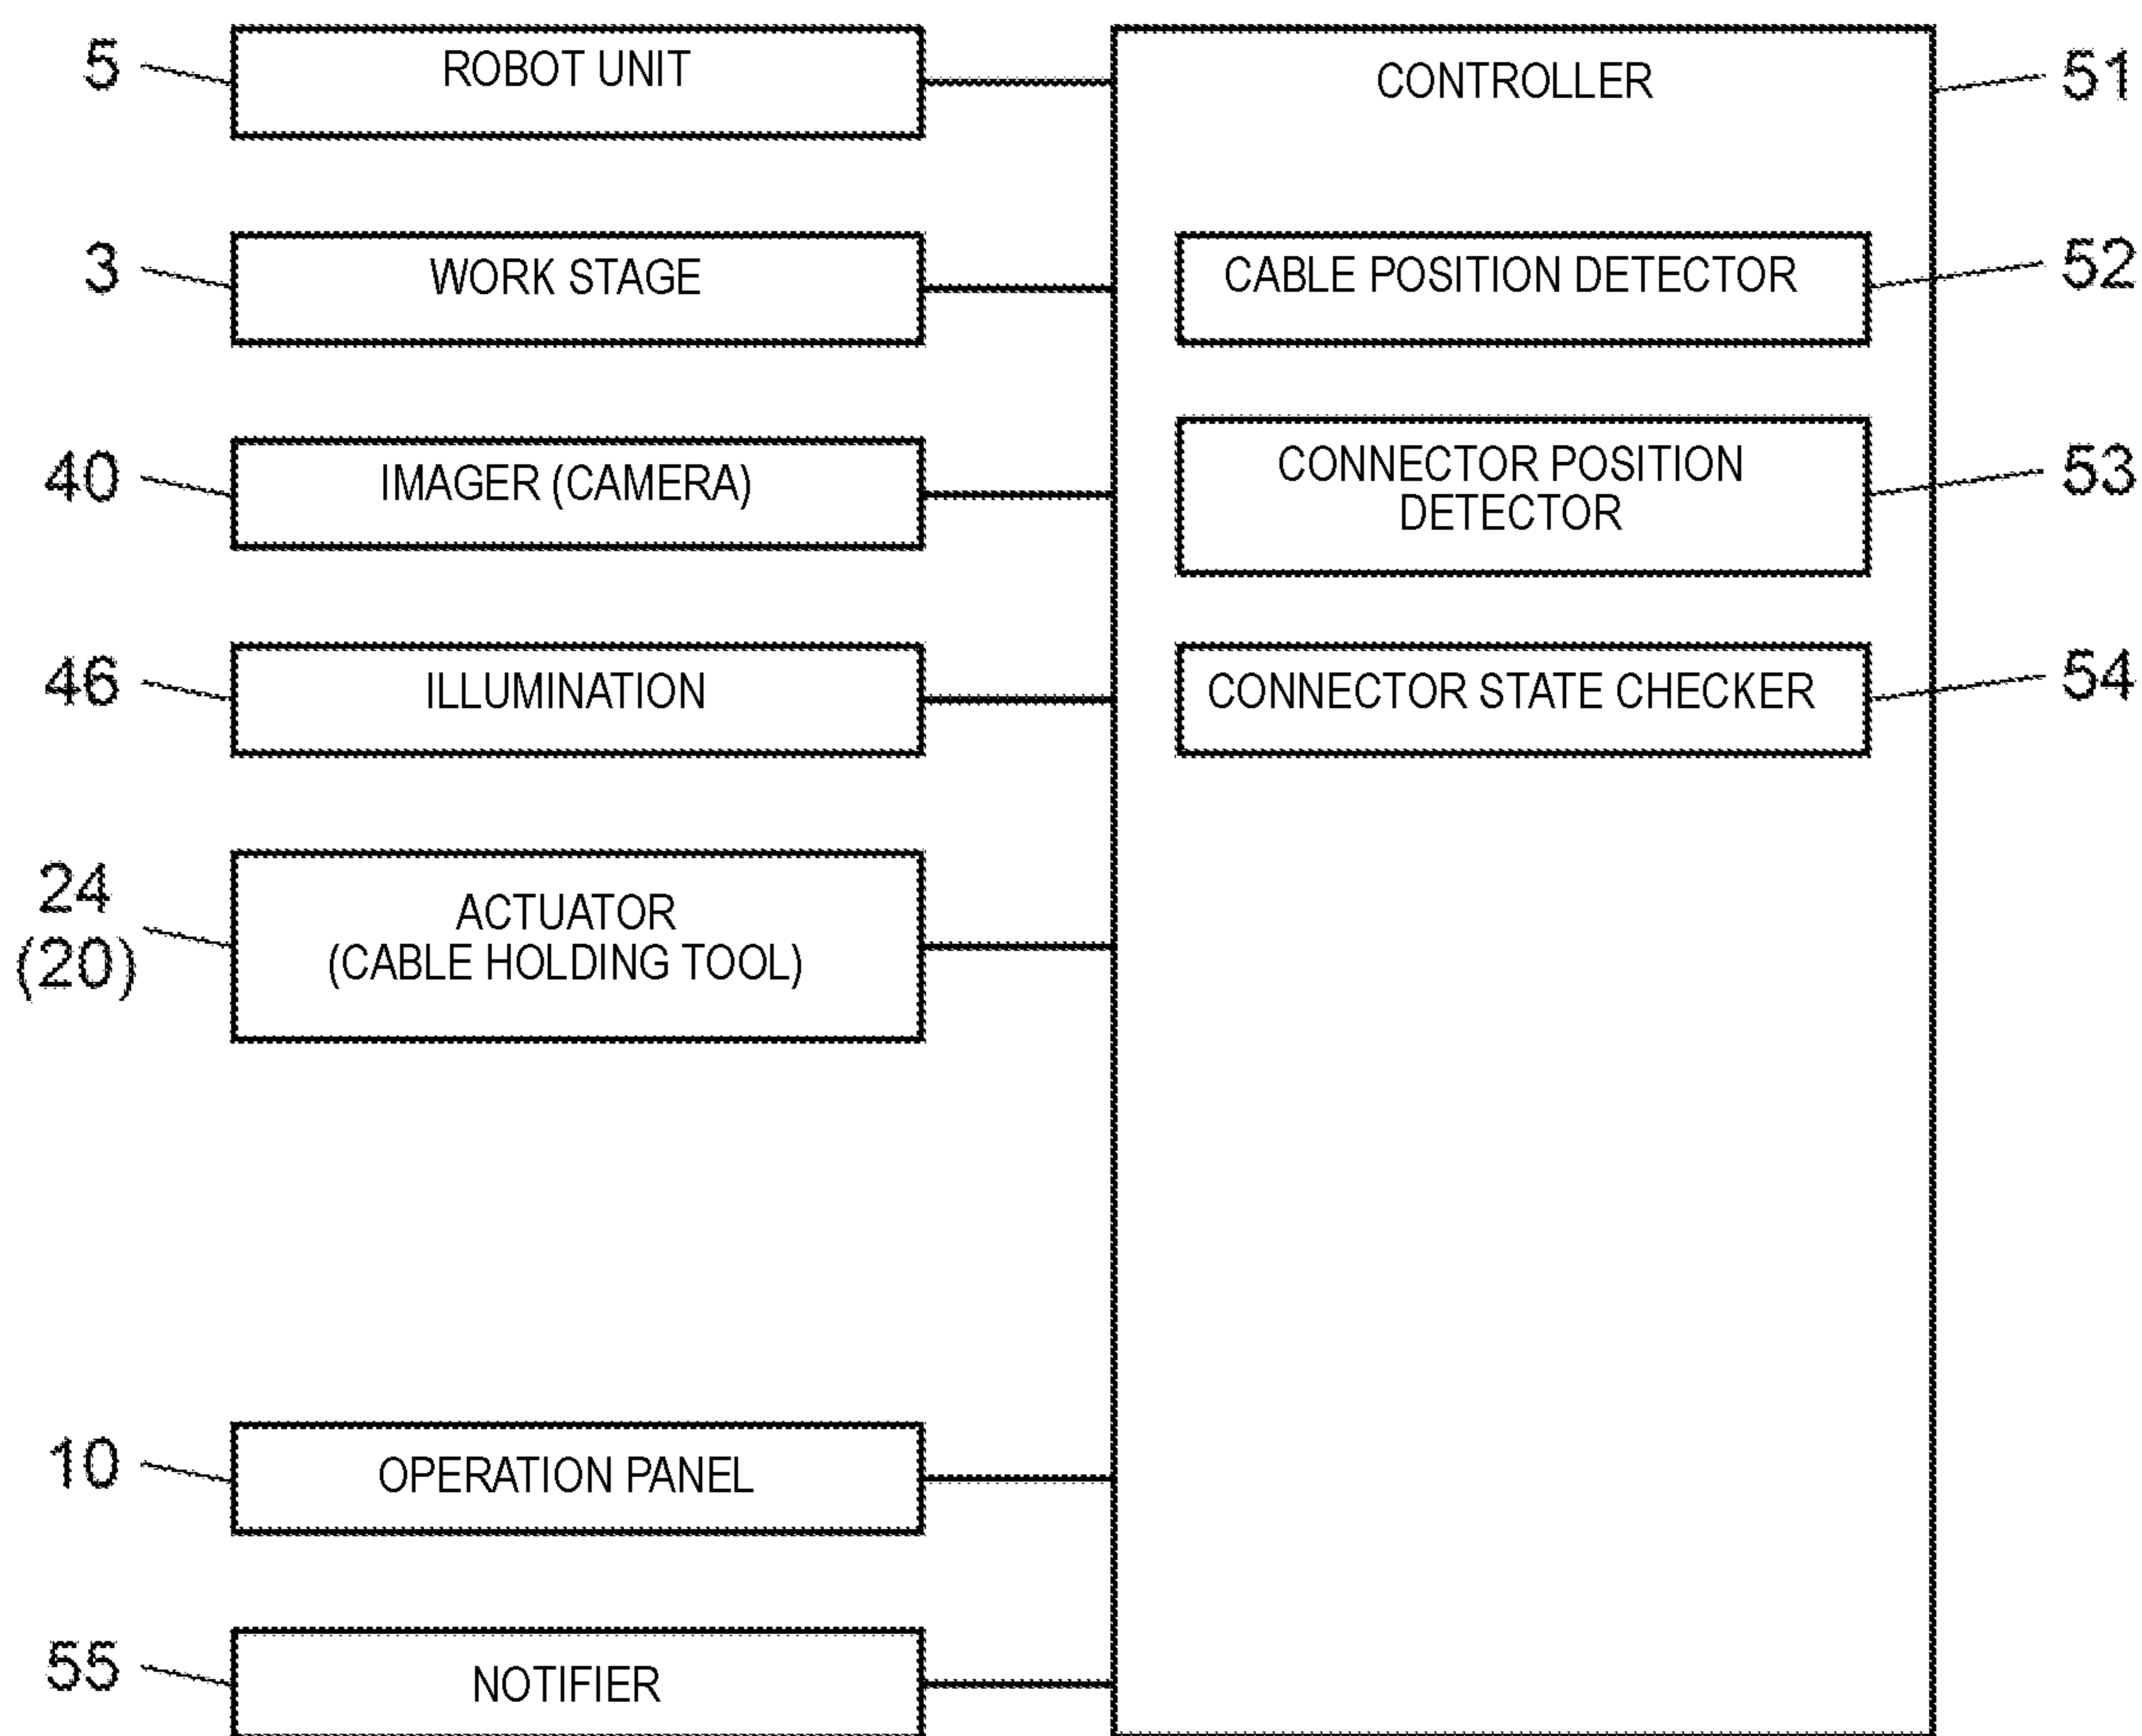 5
ROBOT UNIT
CONTROLLER
51
3
WORK STAGE
CABLE POSITION DETECTOR
52
40
IMAGER (CAMERA)
CONNECTOR POSITION
DETECTOR
53
46
ILLUMINATION
CONNECTOR STATE CHECKER
54
24
(20)
ACTUATOR
(CABLE HOLDING TOOL)
10
OPERATION PANEL
55
NOTIFIER